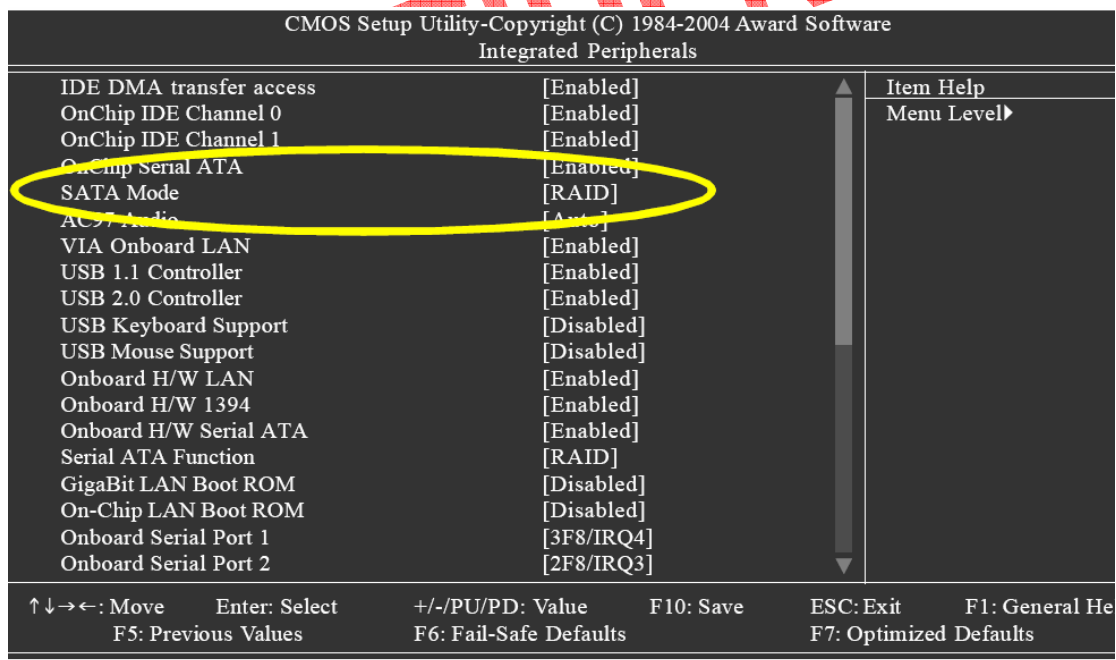 CMOS Setup Utility-Copyright (C) 1984-2004 Award Software
Integrated Peripherals
IDE DMA transfer access [Enabled]
OnChip IDE Channel 0 [Enabled]
OnChip IDE Channel 1 [Enabled]
OnChip Serial ATA [Enabled]
SATA Mode [RAID]
AC97 Audio [Auto]
VIA Onboard LAN [Enabled]
USB 1.1 Controller [Enabled]
USB 2.0 Controller [Enabled]
USB Keyboard Support [Disabled]
USB Mouse Support [Disabled]
Onboard H/W LAN [Enabled]
Onboard H/W 1394 [Enabled]
Onboard H/W Serial ATA [Enabled]
Serial ATA Function [RAID]
GigaBit LAN Boot ROM [Disabled]
On-Chip LAN Boot ROM [Disabled]
Onboard Serial Port 1 [3F8/IRQ4]
Onboard Serial Port 2 [2F8/IRQ3]
Item Help
Menu Level
↑↓→←: Move Enter: Select +/-/PU/PD: Value F10: Save ESC: Exit F1: General He
F5: Previous Values F6: Fail-Safe Defaults F7: Optimized Defaults